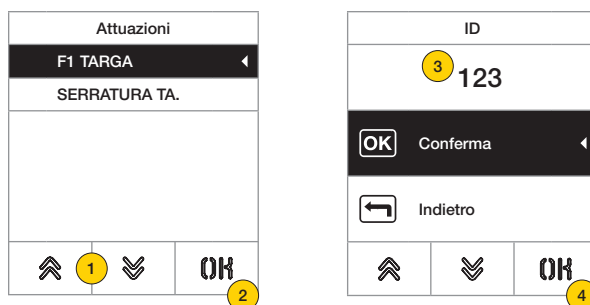 Attuazioni
F1 TARGA
SERRATURA TA.
1
OK
2
ID
3
123
OK Conferma
Indietro
OK
4